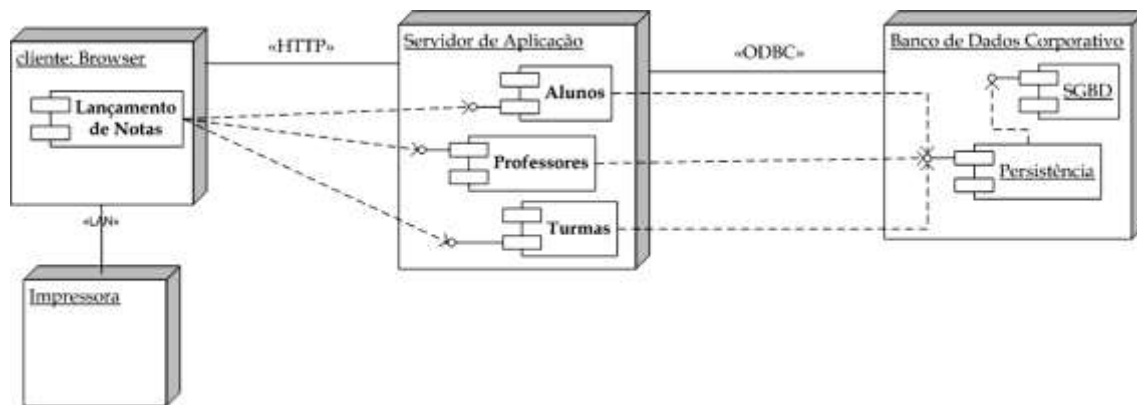 cliente: Browser
Lançamento
de Notas
«HTTP»
«LAN»
Impressora
Servidor de Aplicação
Alunos
Professores
Turmas
«ODBC»
Banco de Dados Corporativo
SGBD
Persistência